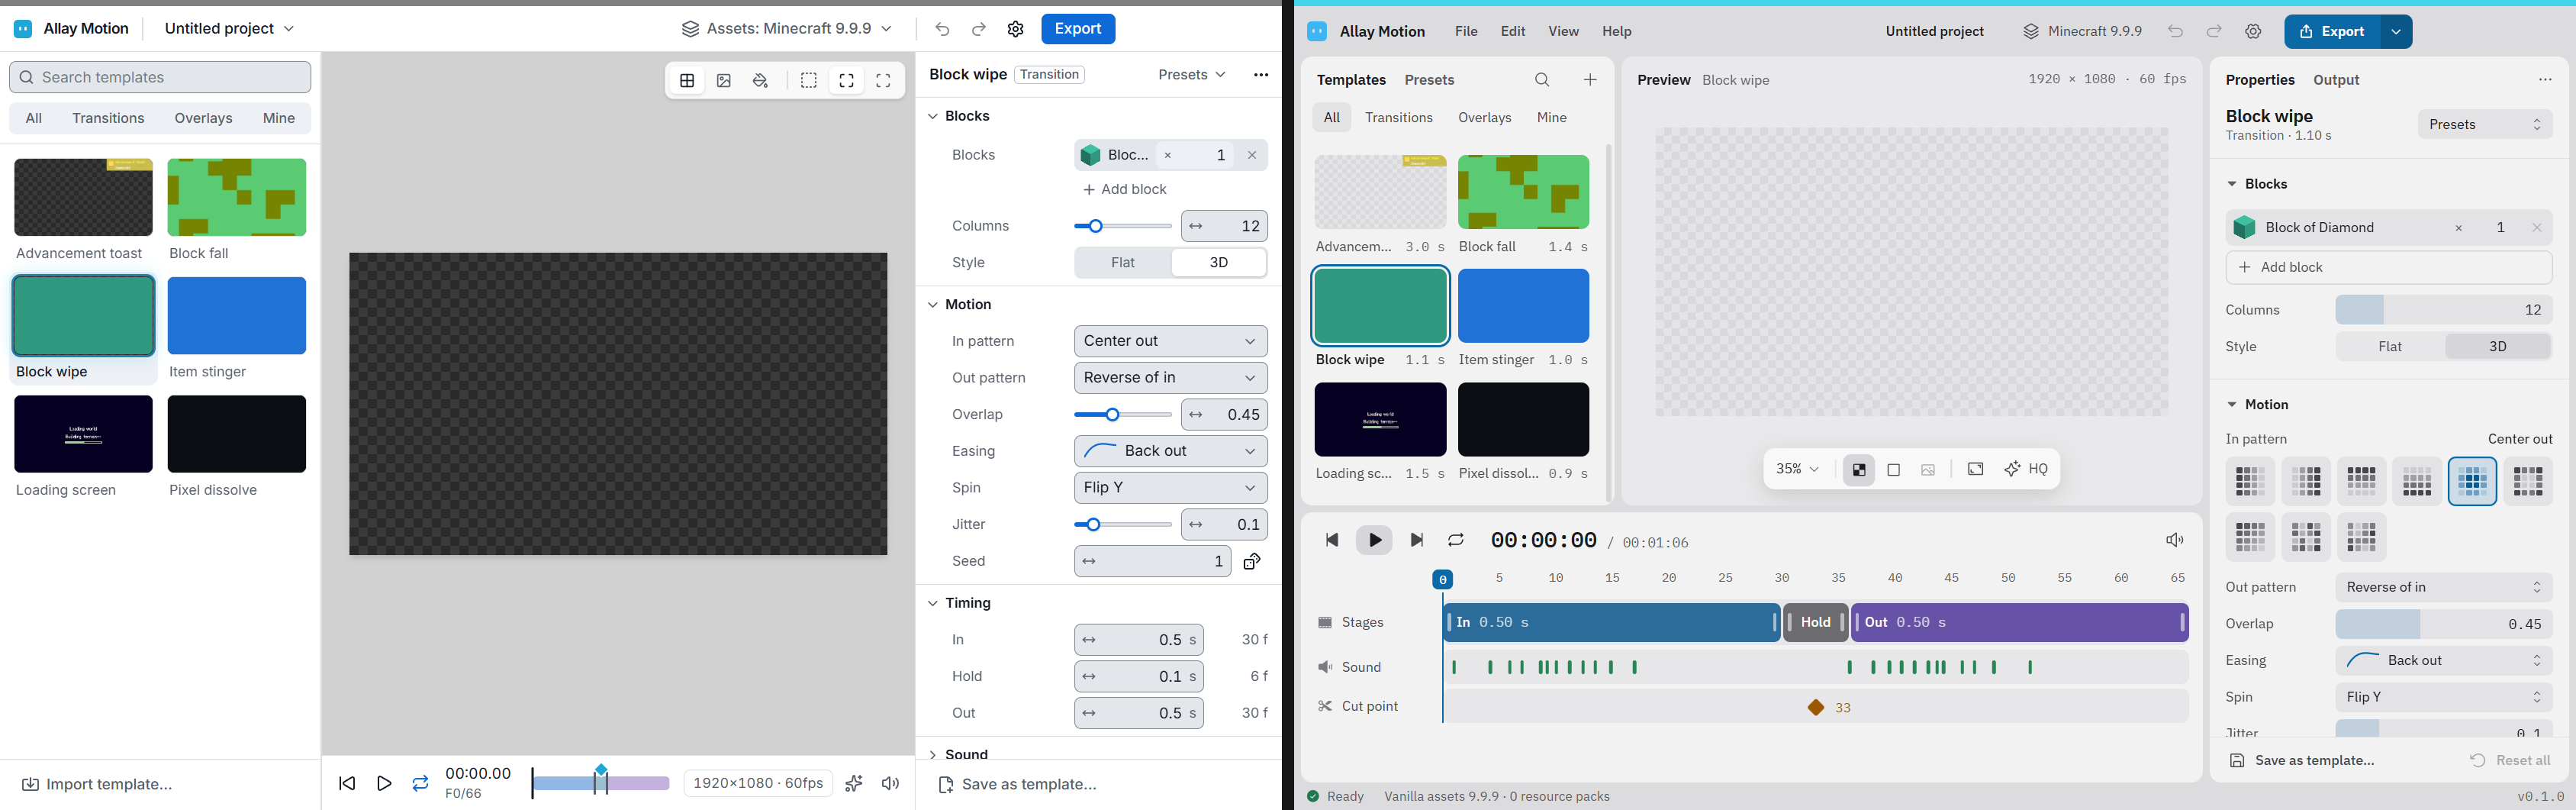 Allay Motion
Untitled project
Assets: Minecraft 9.9.9
Export
Search templates
All Transitions Overlays Mine
Advancement toast Block fall
Block wipe Item stinger
Loading world
Loading screen Pixel dissolve
Import template...
00:00.00
F0/66
1920×1080 · 60fps
Block wipe Transition Presets
Blocks
Blocks Bloc... × 1
Add block
Columns 12
Style Flat 3D
Motion
In pattern Center out
Out pattern Reverse of in
Overlap 0.45
Easing Back out
Spin Flip Y
Jitter 0.1
Seed 1
Timing
In 0.5 s 30 f
Hold 0.1 s 6 f
Out 0.5 s 30 f
Sound
Save as template...
Allay Motion File Edit View Help
Untitled project
Minecraft 9.9.9
Export
Templates Presets
All Transitions Overlays Mine
Advancem... 3.0 s Block fall 1.4 s
Block wipe 1.1 s Item stinger 1.0 s
Loading world
Loading sc... 1.5 s Pixel dissol... 0.9 s
Preview Block wipe 1920 × 1080 · 60 fps
35% HQ
00:00:00 / 00:01:06
0 5 10 15 20 25 30 35 40 45 50 55 60 65
Stages In 0.50 s Hold Out 0.50 s
Sound
Cut point 33
Properties Output
Block wipe
Transition · 1.10 s
Presets
Blocks
Block of Diamond × 1
Add block
Columns 12
Style Flat 3D
Motion
In pattern Center out
Out pattern Reverse of in
Overlap 0.45
Easing Back out
Spin Flip Y
Jitter 0.1
Save as template... Reset all
Ready Vanilla assets 9.9.9 · 0 resource packs v0.1.0